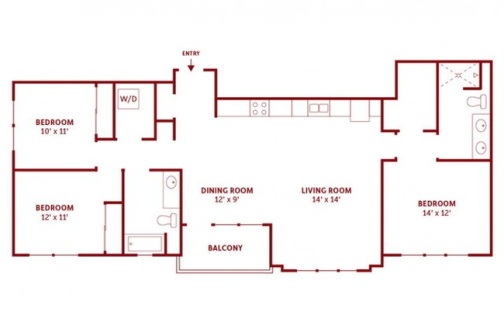 ENTRY
W/D
BEDROOM
10' x 11'
BEDROOM
12' x 11'
DINING ROOM
12' x 9'
LIVING ROOM
14' x 14'
BEDROOM
14' x 12'
BALCONY